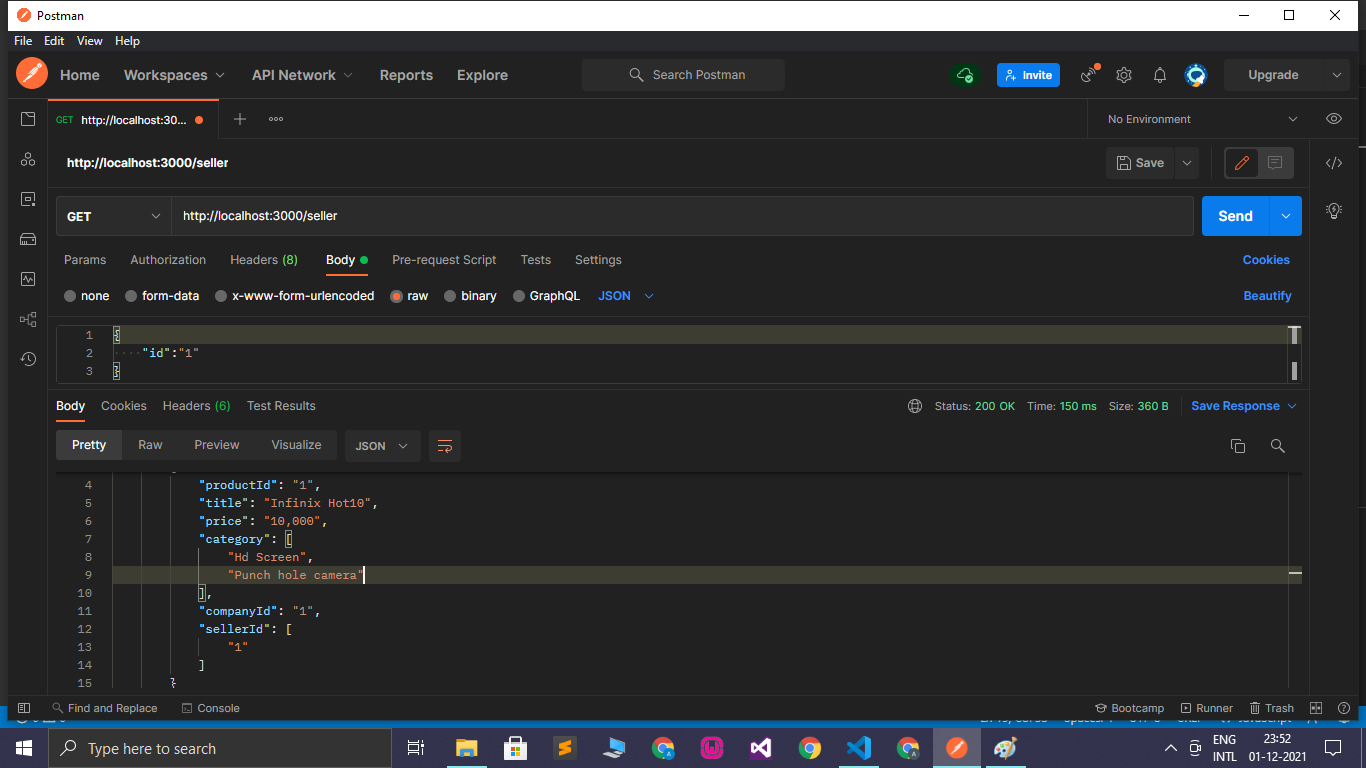 Postman
File Edit View Help
Home Workspaces API Network Reports Explore Search Postman Invite Upgrade
GET http://localhost:30... No Environment
http://localhost:3000/seller Save
GET http://localhost:3000/seller Send
Params Authorization Headers (8) Body Pre-request Script Tests Settings Cookies
none form-data x-www-form-urlencoded raw binary GraphQL JSON Beautify
1 {
2 "id":"1"
3 }
Body Cookies Headers (6) Test Results Status: 200 OK Time: 150 ms Size: 360 B Save Response
Pretty Raw Preview Visualize JSON
4 "productId": "1",
5 "title": "Infinix Hot10",
6 "price": "10,000",
7 "category": [
8 "Hd Screen",
9 "Punch hole camera"
10 ],
11 "companyId": "1",
12 "sellerId": [
13 "1"
14 ]
15 }
Find and Replace Console Bootcamp Runner Trash
Type here to search
ENG 23:52
INTL 01-12-2021